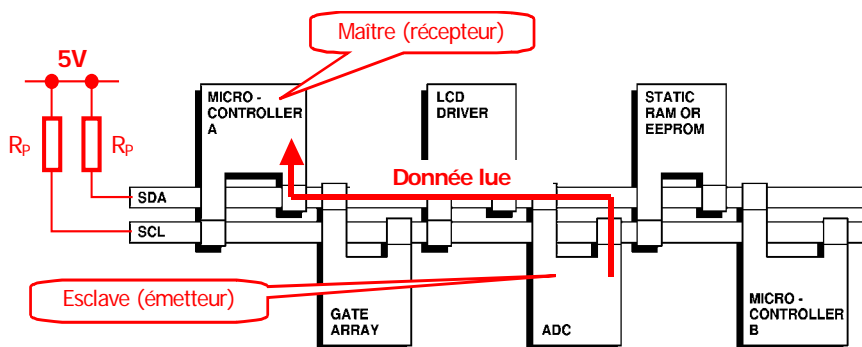 Maître (récepteur)
5V
MICRO -
CONTROLLER
A
LCD
DRIVER
STATIC
RAM OR
EEPROM
RP
RP
Donnée lue
SDA
SCL
Esclave (émetteur)
GATE
ARRAY
ADC
MICRO -
CONTROLLER
B